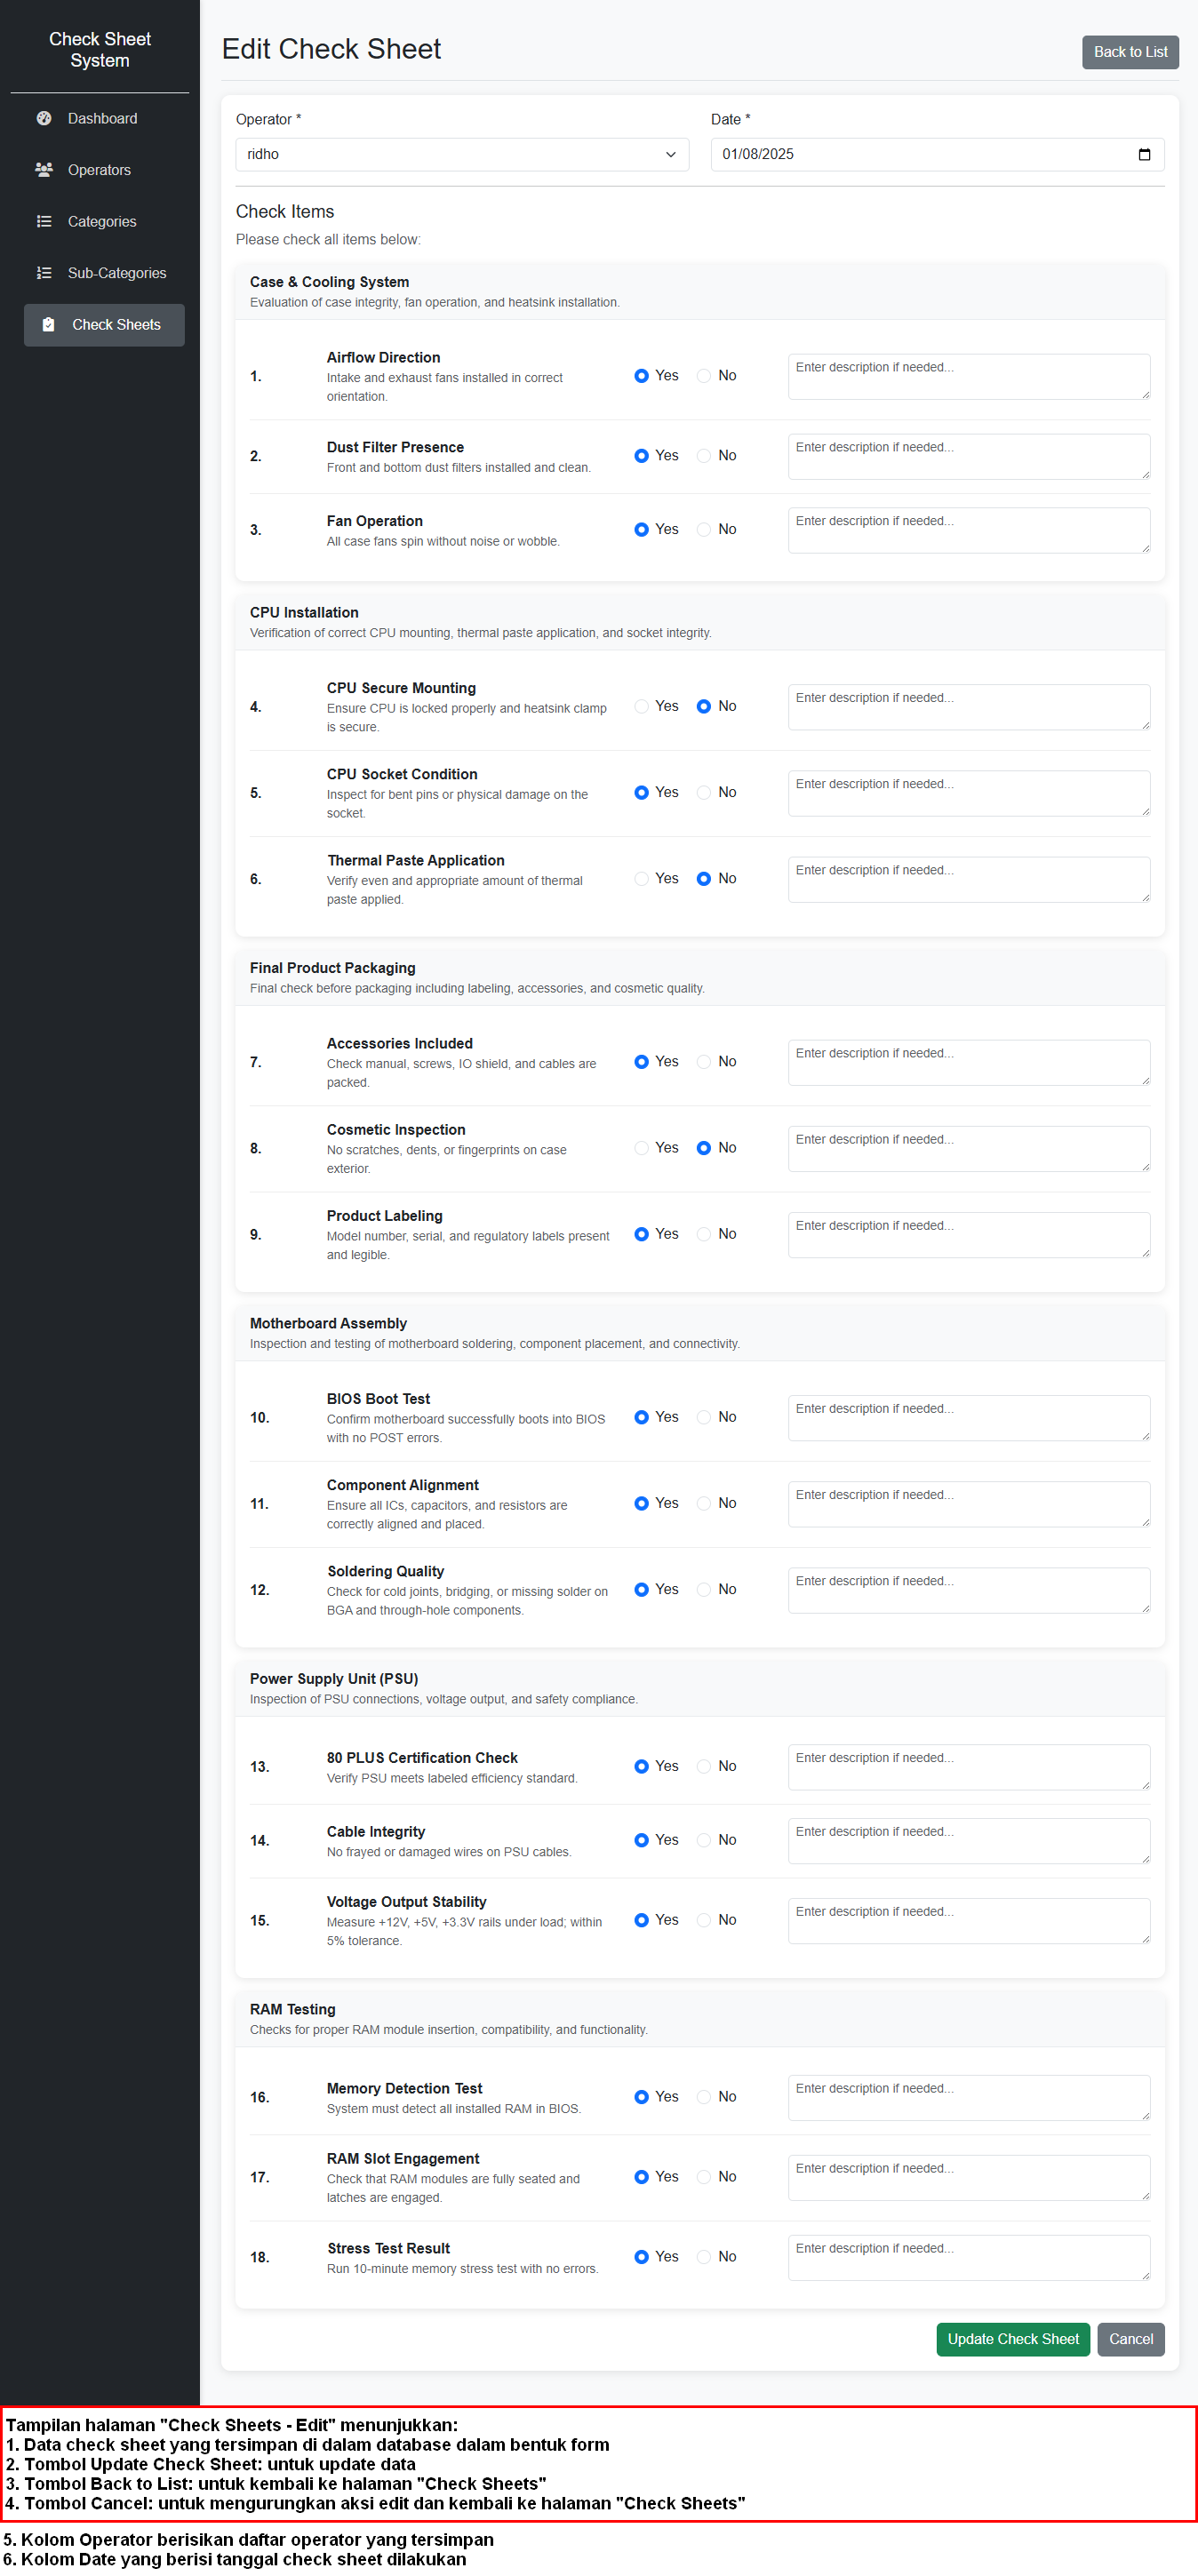 Check Sheet
System
Dashboard
Operators
Categories
Sub-Categories
Check Sheets
Edit Check Sheet
Back to List
Operator *
Date *
ridho
01/08/2025
Check Items
Please check all items below:
Case & Cooling System
Evaluation of case integrity, fan operation, and heatsink installation.
1.
Airflow Direction
Intake and exhaust fans installed in correct
orientation.
Yes No
Enter description if needed...
2.
Dust Filter Presence
Front and bottom dust filters installed and clean.
Yes No
Enter description if needed...
3.
Fan Operation
All case fans spin without noise or wobble.
Yes No
Enter description if needed...
CPU Installation
Verification of correct CPU mounting, thermal paste application, and socket integrity.
4.
CPU Secure Mounting
Ensure CPU is locked properly and heatsink clamp
is secure.
Yes No
Enter description if needed...
5.
CPU Socket Condition
Inspect for bent pins or physical damage on the
socket.
Yes No
Enter description if needed...
6.
Thermal Paste Application
Verify even and appropriate amount of thermal
paste applied.
Yes No
Enter description if needed...
Final Product Packaging
Final check before packaging including labeling, accessories, and cosmetic quality.
7.
Accessories Included
Check manual, screws, IO shield, and cables are
packed.
Yes No
Enter description if needed...
8.
Cosmetic Inspection
No scratches, dents, or fingerprints on case
exterior.
Yes No
Enter description if needed...
9.
Product Labeling
Model number, serial, and regulatory labels present
and legible.
Yes No
Enter description if needed...
Motherboard Assembly
Inspection and testing of motherboard soldering, component placement, and connectivity.
10.
BIOS Boot Test
Confirm motherboard successfully boots into BIOS
with no POST errors.
Yes No
Enter description if needed...
11.
Component Alignment
Ensure all ICs, capacitors, and resistors are
correctly aligned and placed.
Yes No
Enter description if needed...
12.
Soldering Quality
Check for cold joints, bridging, or missing solder on
BGA and through-hole components.
Yes No
Enter description if needed...
Power Supply Unit (PSU)
Inspection of PSU connections, voltage output, and safety compliance.
13.
80 PLUS Certification Check
Verify PSU meets labeled efficiency standard.
Yes No
Enter description if needed...
14.
Cable Integrity
No frayed or damaged wires on PSU cables.
Yes No
Enter description if needed...
15.
Voltage Output Stability
Measure +12V, +5V, +3.3V rails under load; within
5% tolerance.
Yes No
Enter description if needed...
RAM Testing
Checks for proper RAM module insertion, compatibility, and functionality.
16.
Memory Detection Test
System must detect all installed RAM in BIOS.
Yes No
Enter description if needed...
17.
RAM Slot Engagement
Check that RAM modules are fully seated and
latches are engaged.
Yes No
Enter description if needed...
18.
Stress Test Result
Run 10-minute memory stress test with no errors.
Yes No
Enter description if needed...
Update Check Sheet
Cancel
Tampilan halaman "Check Sheets - Edit" menunjukkan:
1. Data check sheet yang tersimpan di dalam database dalam bentuk form
2. Tombol Update Check Sheet: untuk update data
3. Tombol Back to List: untuk kembali ke halaman "Check Sheets"
4. Tombol Cancel: untuk mengurungkan aksi edit dan kembali ke halaman "Check Sheets"
5. Kolom Operator berisikan daftar operator yang tersimpan
6. Kolom Date yang berisi tanggal check sheet dilakukan